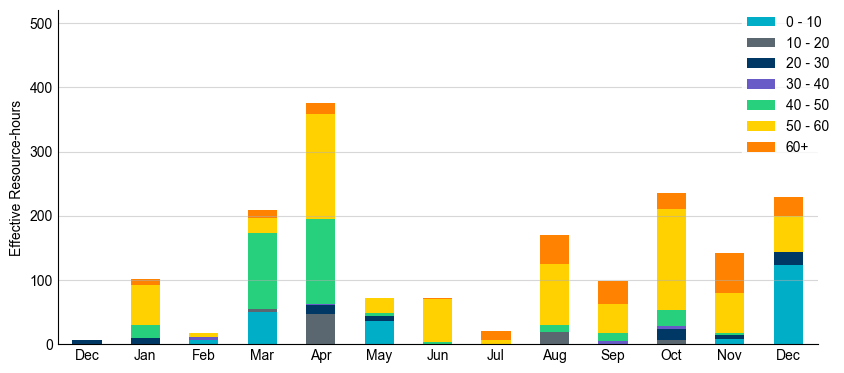 500
400
300
200
100
0
Effective Resource-hours
Dec Jan Feb Mar Apr May Jun Jul Aug Sep Oct Nov Dec
0 - 10
10 - 20
20 - 30
30 - 40
40 - 50
50 - 60
60+